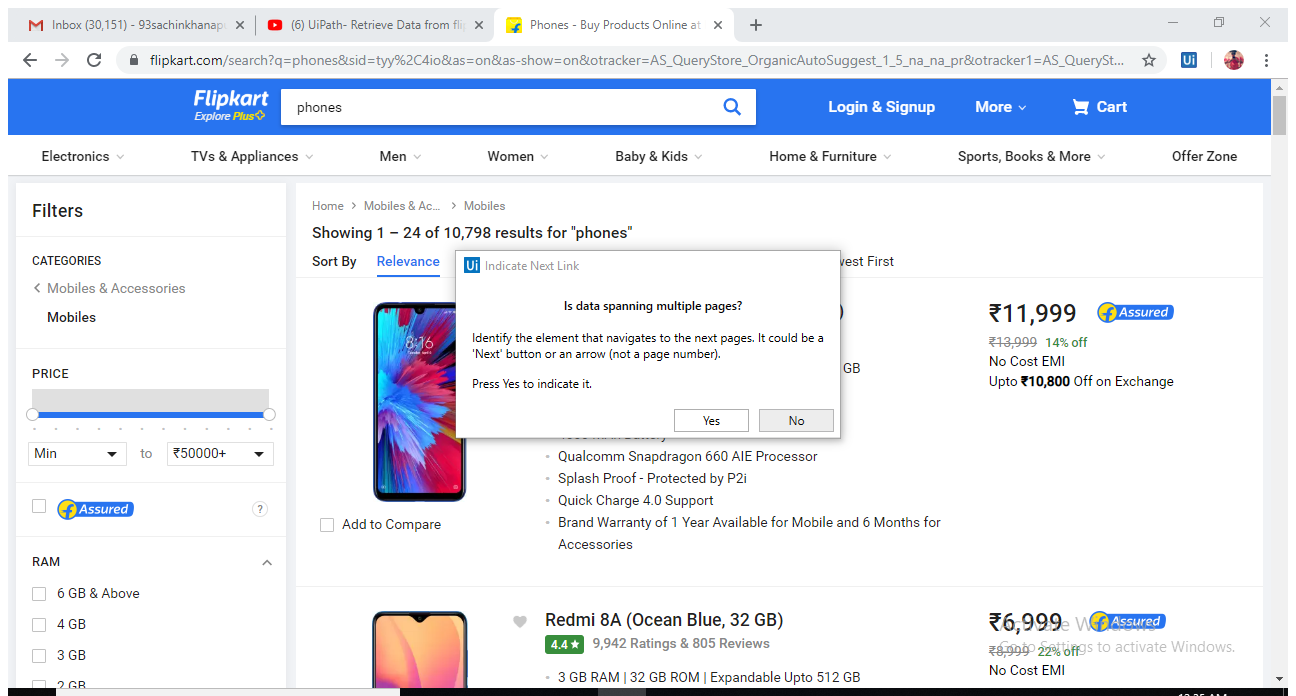 Inbox (30,151) - 93sachinkhanap
(6) UiPath- Retrieve Data from fli
Phones - Buy Products Online at
flipkart.com/search?q=phones&sid=tyy%2C4io&as=on&as-show=on&otracker=AS_QueryStore_OrganicAutoSuggest_1_5_na_na_pr&otracker1=AS_QuerySt...
Ui
Flipkart
Explore Plus
phones
Login & Signup
More
Cart
Electronics
TVs & Appliances
Men
Women
Baby & Kids
Home & Furniture
Sports, Books & More
Offer Zone
Filters
CATEGORIES
Mobiles & Accessories
Mobiles
PRICE
Min to ₹50000+
Assured
?
RAM
6 GB & Above
4 GB
3 GB
2 GB
Home > Mobiles & Ac... > Mobiles
Showing 1 – 24 of 10,798 results for "phones"
Sort By Relevance
west First
Ui Indicate Next Link
Is data spanning multiple pages?
Identify the element that navigates to the next pages. It could be a
'Next' button or an arrow (not a page number).
Press Yes to indicate it.
Yes No
8:16
)
GB
Battery
Qualcomm Snapdragon 660 AIE Processor
Splash Proof - Protected by P2i
Quick Charge 4.0 Support
Brand Warranty of 1 Year Available for Mobile and 6 Months for
Accessories
Add to Compare
₹11,999 Assured
₹13,999 14% off
No Cost EMI
Upto ₹10,800 Off on Exchange
Redmi 8A (Ocean Blue, 32 GB)
4.4★ 9,942 Ratings & 805 Reviews
3 GB RAM | 32 GB ROM | Expandable Upto 512 GB
₹6,999 Assured
₹8,999 22% off
No Cost EMI
Activate Windows
Go to Settings to activate Windows.